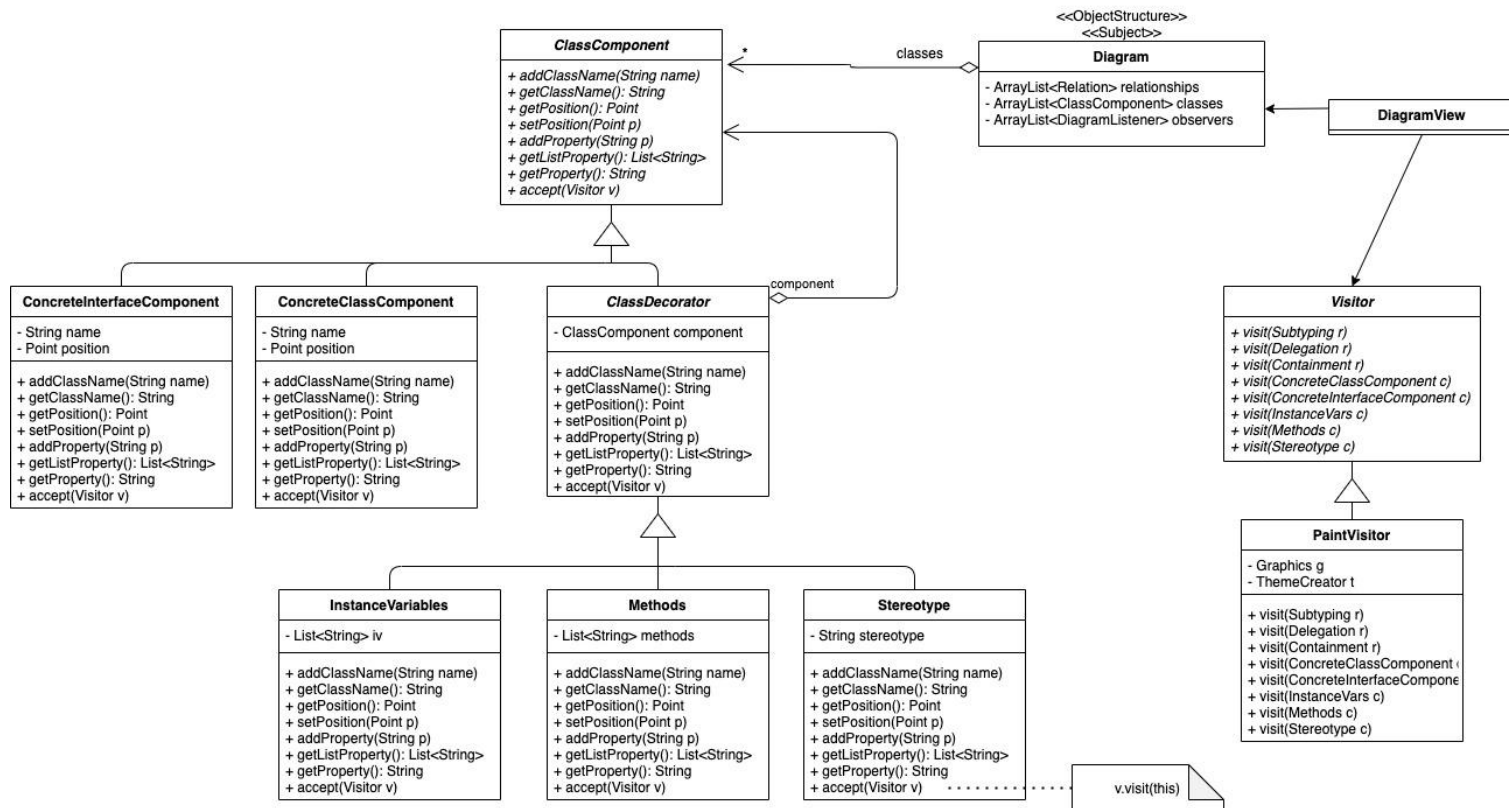 <<ObjectStructure>>
<<Subject>>
ClassComponent
+ addClassName(String name)
+ getClassName(): String
+ getPosition(): Point
+ setPosition(Point p)
+ addProperty(String p)
+ getListProperty(): List<String>
+ getProperty(): String
+ accept(Visitor v)
*
classes
Diagram
- ArrayList<Relation> relationships
- ArrayList<ClassComponent> classes
- ArrayList<DiagramListener> observers
DiagramView
ConcreteInterfaceComponent
- String name
- Point position
+ addClassName(String name)
+ getClassName(): String
+ getPosition(): Point
+ setPosition(Point p)
+ addProperty(String p)
+ getListProperty(): List<String>
+ getProperty(): String
+ accept(Visitor v)
ConcreteClassComponent
- String name
- Point position
+ addClassName(String name)
+ getClassName(): String
+ getPosition(): Point
+ setPosition(Point p)
+ addProperty(String p)
+ getListProperty(): List<String>
+ getProperty(): String
+ accept(Visitor v)
ClassDecorator
- ClassComponent component
+ addClassName(String name)
+ getClassName(): String
+ getPosition(): Point
+ setPosition(Point p)
+ addProperty(String p)
+ getListProperty(): List<String>
+ getProperty(): String
+ accept(Visitor v)
component
Visitor
+ visit(Subtyping r)
+ visit(Delegation r)
+ visit(Containment r)
+ visit(ConcreteClassComponent c)
+ visit(ConcreteInterfaceComponent c)
+ visit(InstanceVars c)
+ visit(Methods c)
+ visit(Stereotype c)
PaintVisitor
- Graphics g
- ThemeCreator t
+ visit(Subtyping r)
+ visit(Delegation r)
+ visit(Containment r)
+ visit(ConcreteClassComponent
+ visit(ConcreteInterfaceCompone
+ visit(InstanceVars c)
+ visit(Methods c)
+ visit(Stereotype c)
InstanceVariables
- List<String> iv
+ addClassName(String name)
+ getClassName(): String
+ getPosition(): Point
+ setPosition(Point p)
+ addProperty(String p)
+ getListProperty(): List<String>
+ getProperty(): String
+ accept(Visitor v)
Methods
- List<String> methods
+ addClassName(String name)
+ getClassName(): String
+ getPosition(): Point
+ setPosition(Point p)
+ addProperty(String p)
+ getListProperty(): List<String>
+ getProperty(): String
+ accept(Visitor v)
Stereotype
- String stereotype
+ addClassName(String name)
+ getClassName(): String
+ getPosition(): Point
+ setPosition(Point p)
+ addProperty(String p)
+ getListProperty(): List<String>
+ getProperty(): String
+ accept(Visitor v)
v.visit(this)